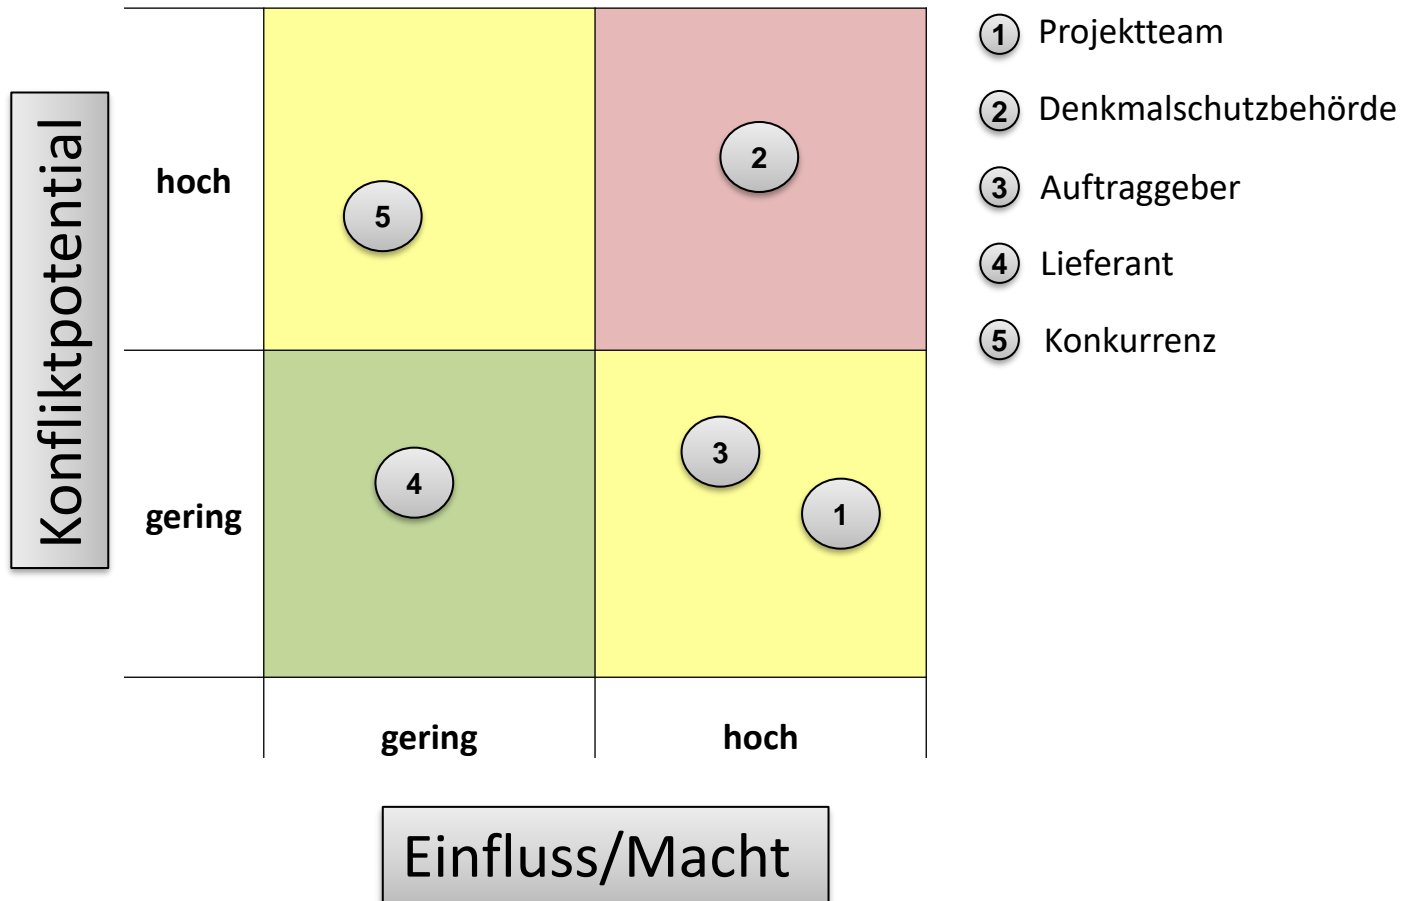 Konfliktpotential
hoch
gering
5
2
4
3
1
gering
hoch
Einfluss/Macht
1 Projektteam
2 Denkmalschutzbehörde
3 Auftraggeber
4 Lieferant
5 Konkurrenz